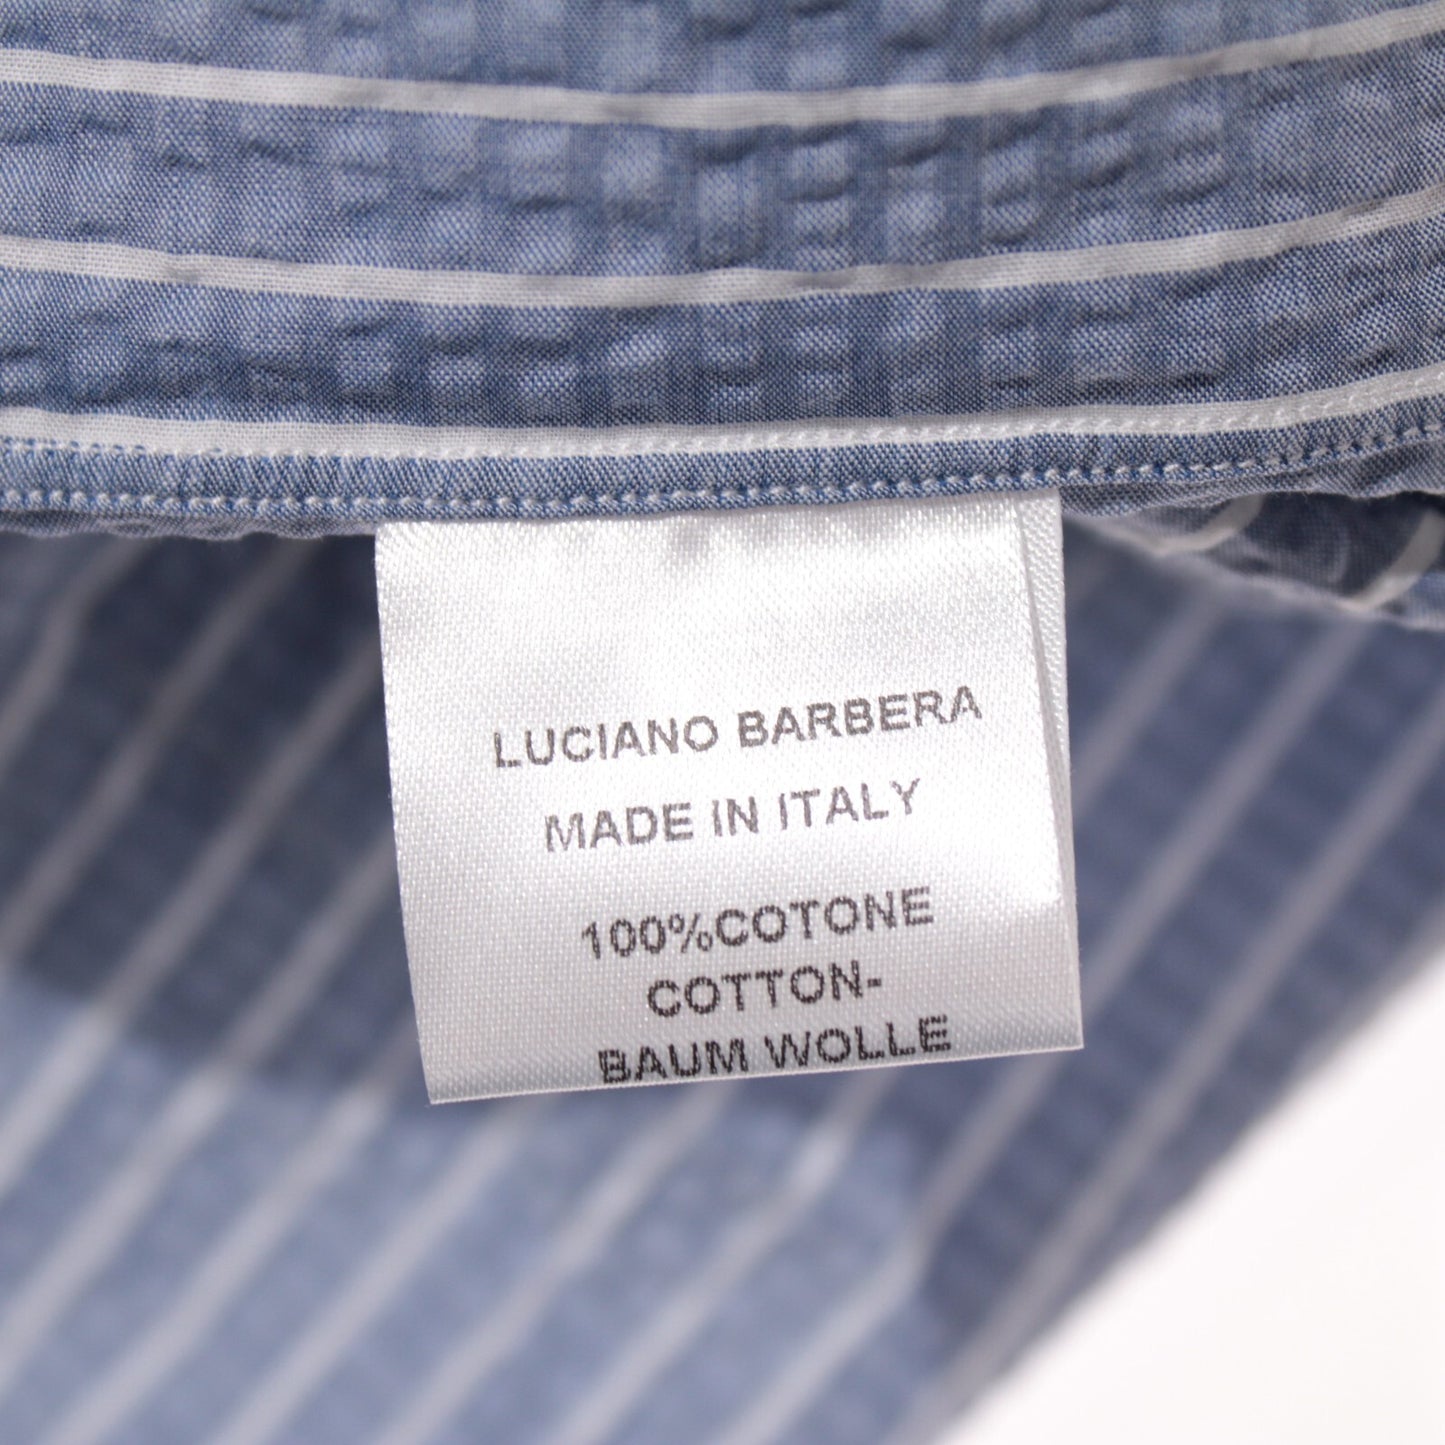 LUCIANO BARBERA
MADE IN ITALY
100%COTONE
COTTON-
BAUM WOLLE